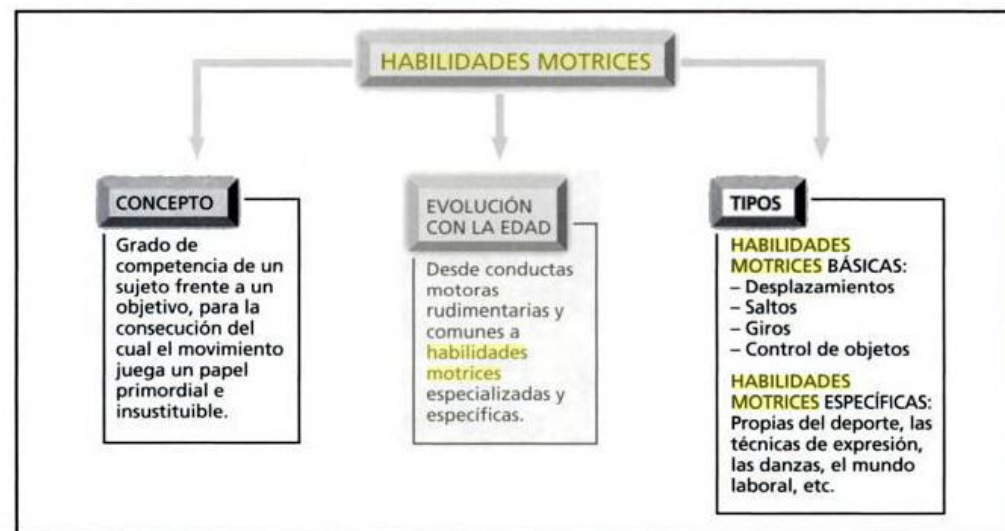 HABILIDADES MOTRICES
CONCEPTO
Grado de
competencia de un
sujeto frente a un
objetivo, para la
consecución del
cual el movimiento
juega un papel
primordial e
insustituible.
EVOLUCIÓN
CON LA EDAD
Desde conductas
motoras
rudimentarias y
comunes a
habilidades
motrices
especializadas y
específicas.
TIPOS
HABILIDADES
MOTRICES BÁSICAS:
– Desplazamientos
– Saltos
– Giros
– Control de objetos
HABILIDADES
MOTRICES ESPECÍFICAS:
Propias del deporte, las
técnicas de expresión,
las danzas, el mundo
laboral, etc.